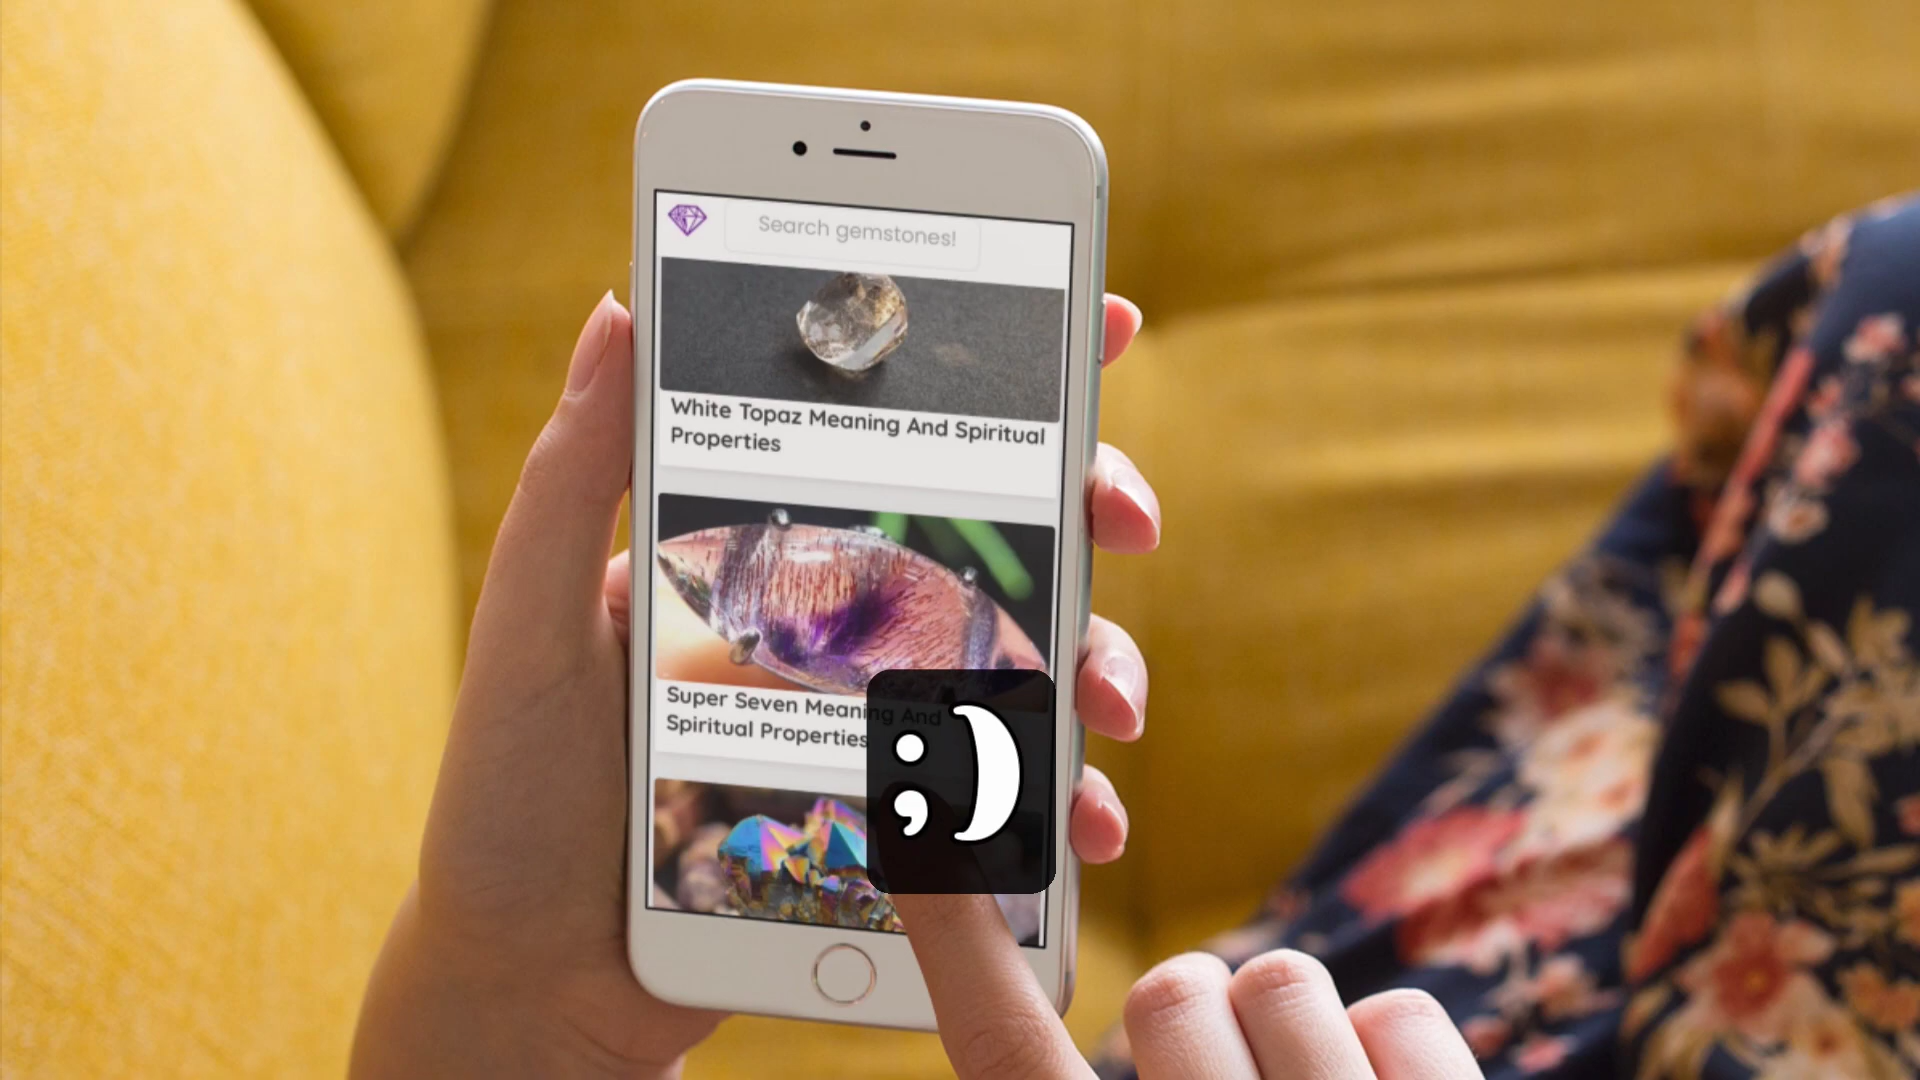 Search gemstones!
White Topaz Meaning And Spiritual
Properties
Super Seven Meaning And
Spiritual Properties
;)